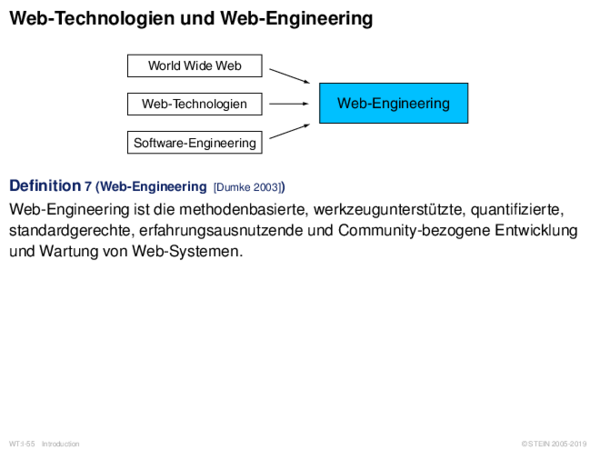 Web-Technologien und Web-Engineering
World Wide Web
Web-Technologien
Web-Engineering
Software-Engineering
Definition 7 (Web-Engineering [Dumke 2003])
Web-Engineering ist die methodenbasierte, werkzeugunterstützte, quantifizierte,
standardgerechte, erfahrungsausnutzende und Community-bezogene Entwicklung
und Wartung von Web-Systemen.
WT:I-55 Introduction
© STEIN 2005-2019